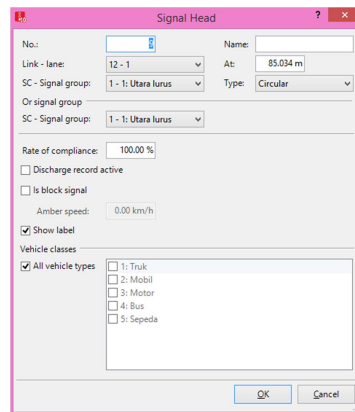 Signal Head
? ×
No.: 9 Name:
Link - lane: 12 - 1 At: 85.034 m
SC - Signal group: 1 - 1: Utara lurus Type: Circular
Or signal group
SC - Signal group: 1 - 1: Utara lurus
Rate of compliance: 100.00 %
Discharge record active
Is block signal
Amber speed: 0.00 km/h
Show label
Vehicle classes
All vehicle types
1: Truk
2: Mobil
3: Motor
4: Bus
5: Sepeda
OK Cancel